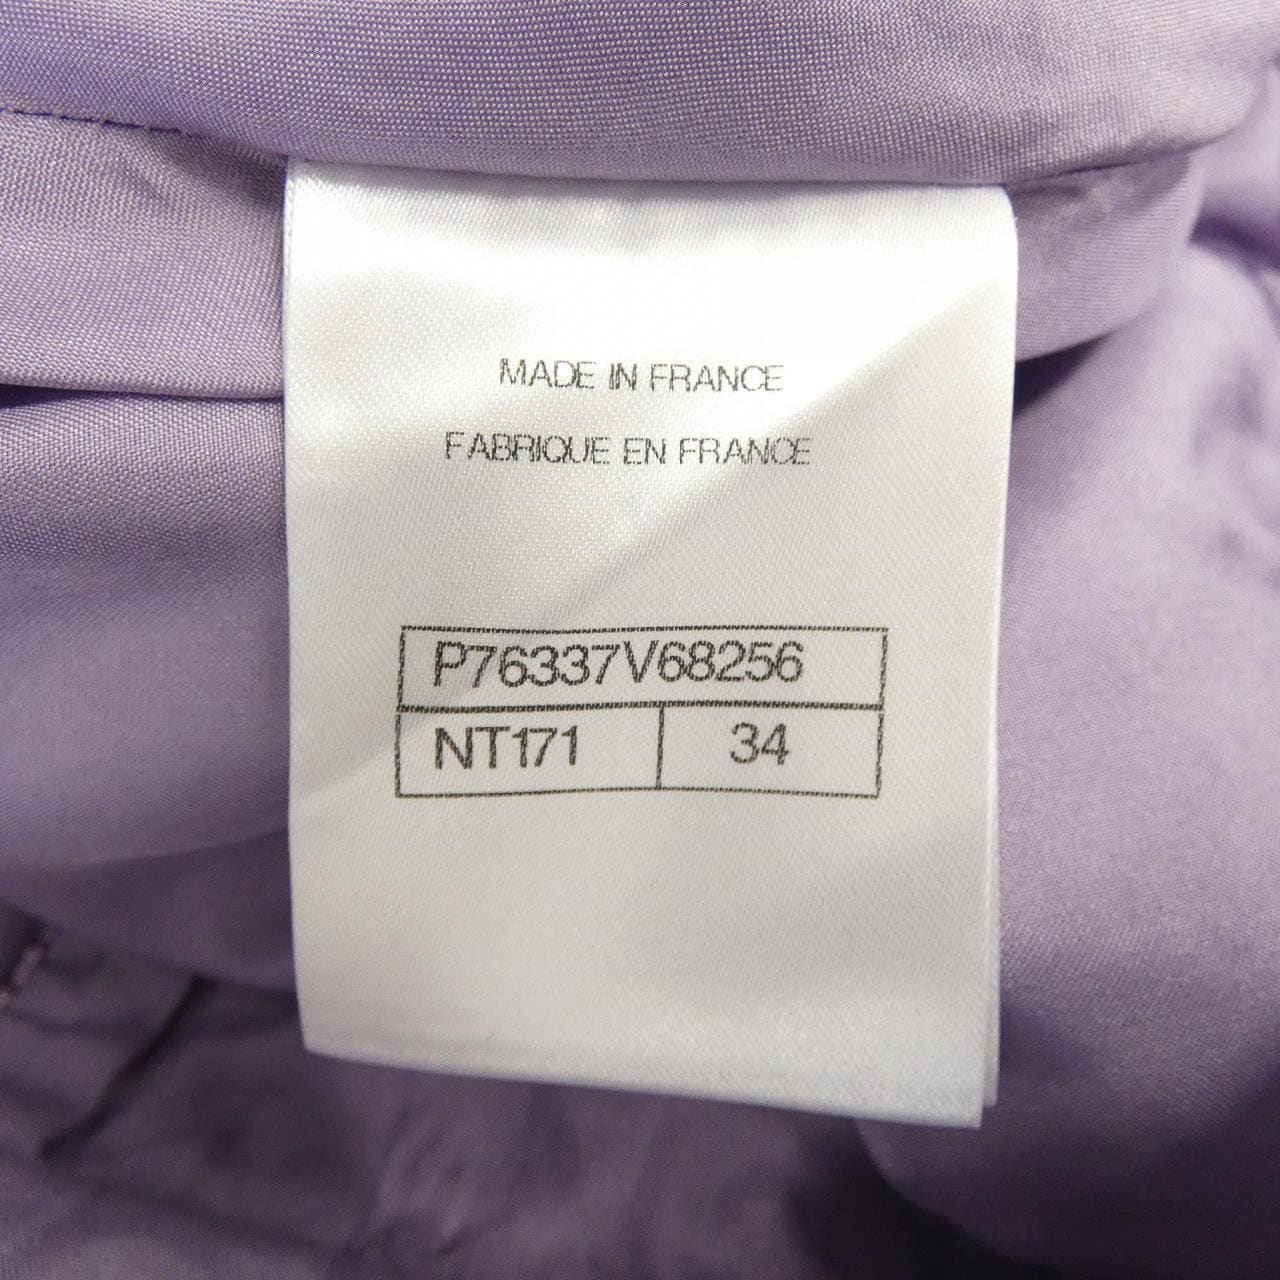 MADE IN FRANCE
FABRIQUE EN FRANCE
P76337V68256
NT171 34